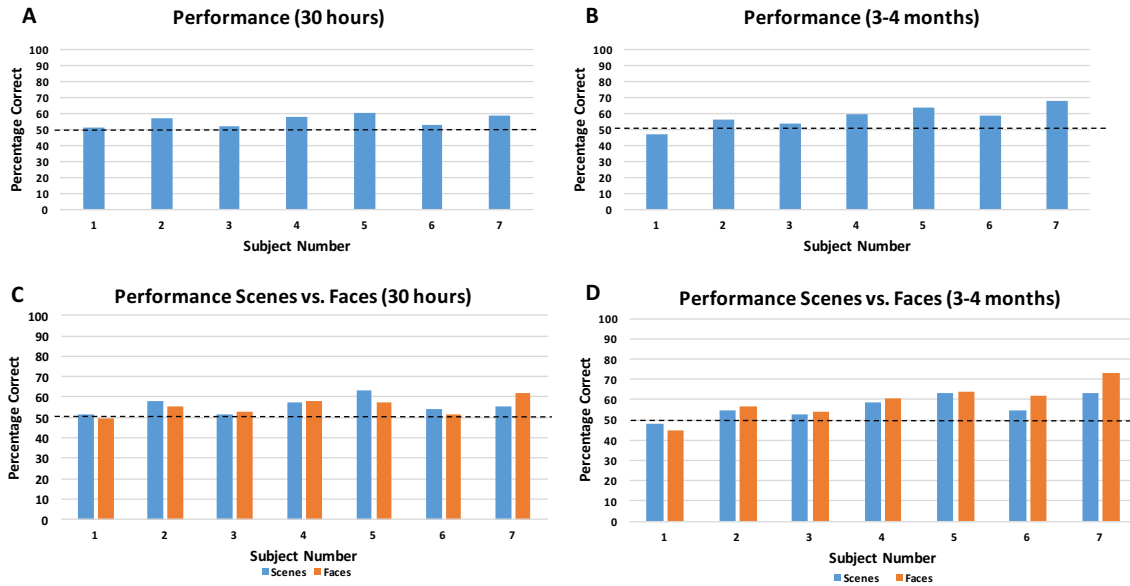 A
Performance (30 hours)
Percentage Correct
100
90
80
70
60
50
40
30
20
10
0
1 2 3 4 5 6 7
Subject Number
B
Performance (3-4 months)
Percentage Correct
100
90
80
70
60
50
40
30
20
10
0
1 2 3 4 5 6 7
Subject Number
C
Performance Scenes vs. Faces (30 hours)
Percentage Correct
100
90
80
70
60
50
40
30
20
10
0
1 2 3 4 5 6 7
Subject Number
Scenes Faces
D
Performance Scenes vs. Faces (3-4 months)
Percentage Correct
100
90
80
70
60
50
40
30
20
10
0
1 2 3 4 5 6 7
Subject Number
Scenes Faces